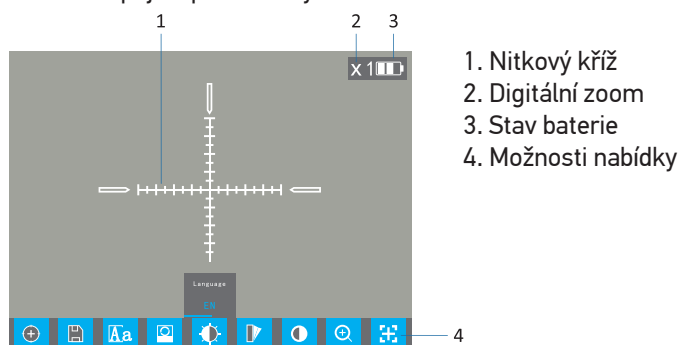 1 2 3
x 1
Language
EN
Aa
4
1. Nitkový kříž
2. Digitální zoom
3. Stav baterie
4. Možnosti nabídky